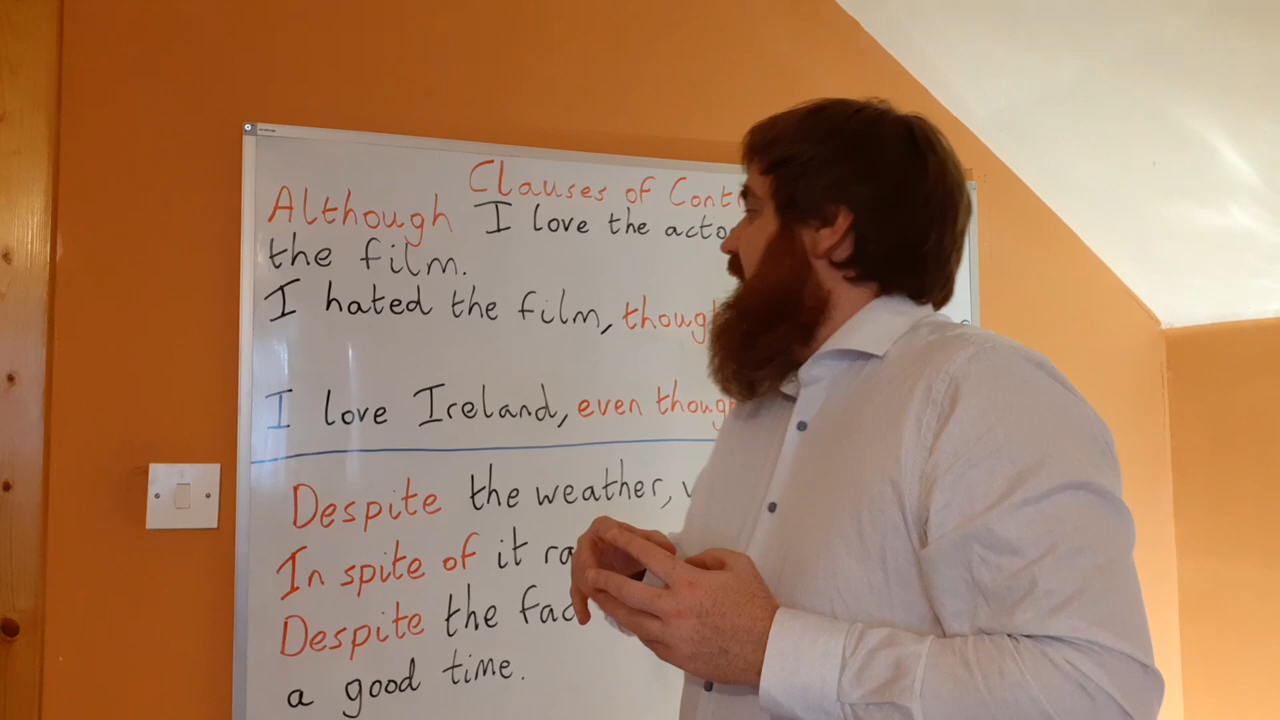 Clauses of Cont
Although I love the acto
the film.
I hated the film, thoug
I love Ireland, even thoug
Despite the weather,
In spite of it ra
Despite the fac
a good time.